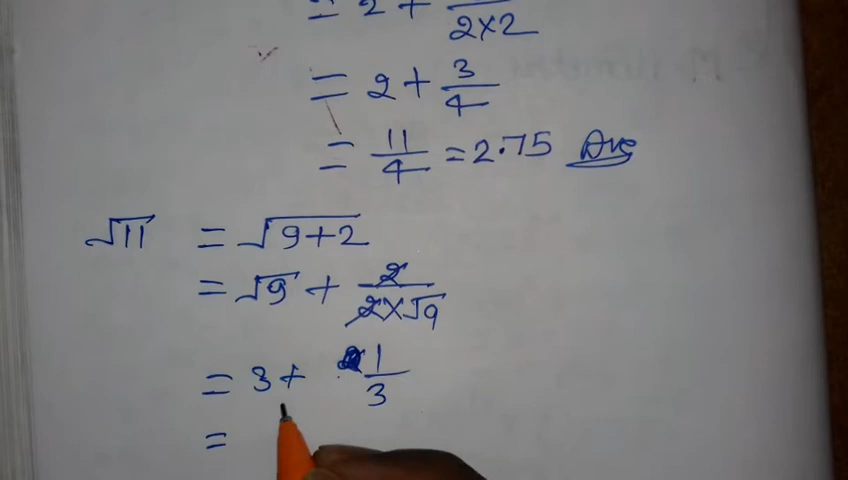 = 2 + 2×2
= 2 + 3/4
= 11/4 = 2.75 Ans
√11 = √9+2
= √9 + 2/2×√9
= 3 + 1/3
=